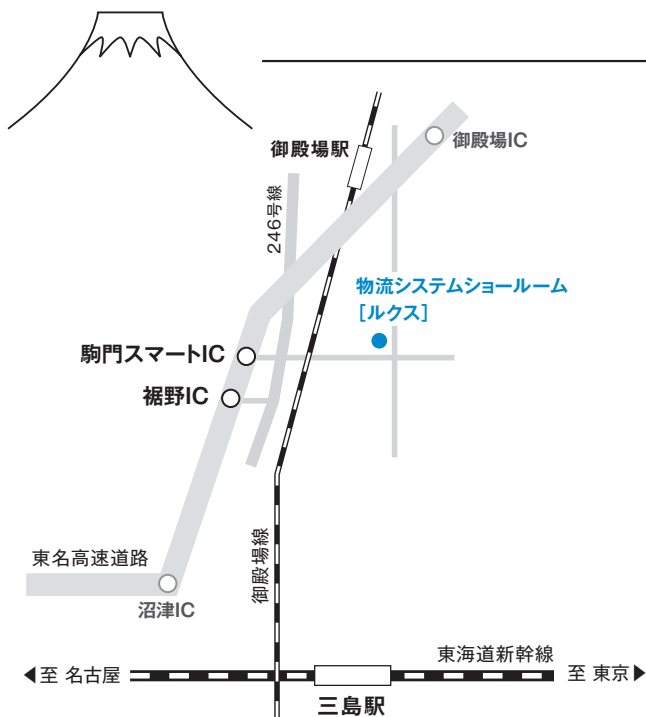 御殿場駅
御殿場IC
246号線
物流システムショールーム
［ルクス］
駒門スマートIC
裾野IC
御殿場線
東名高速道路
沼津IC
東海道新幹線
◀至 名古屋
至 東京▶
三島駅